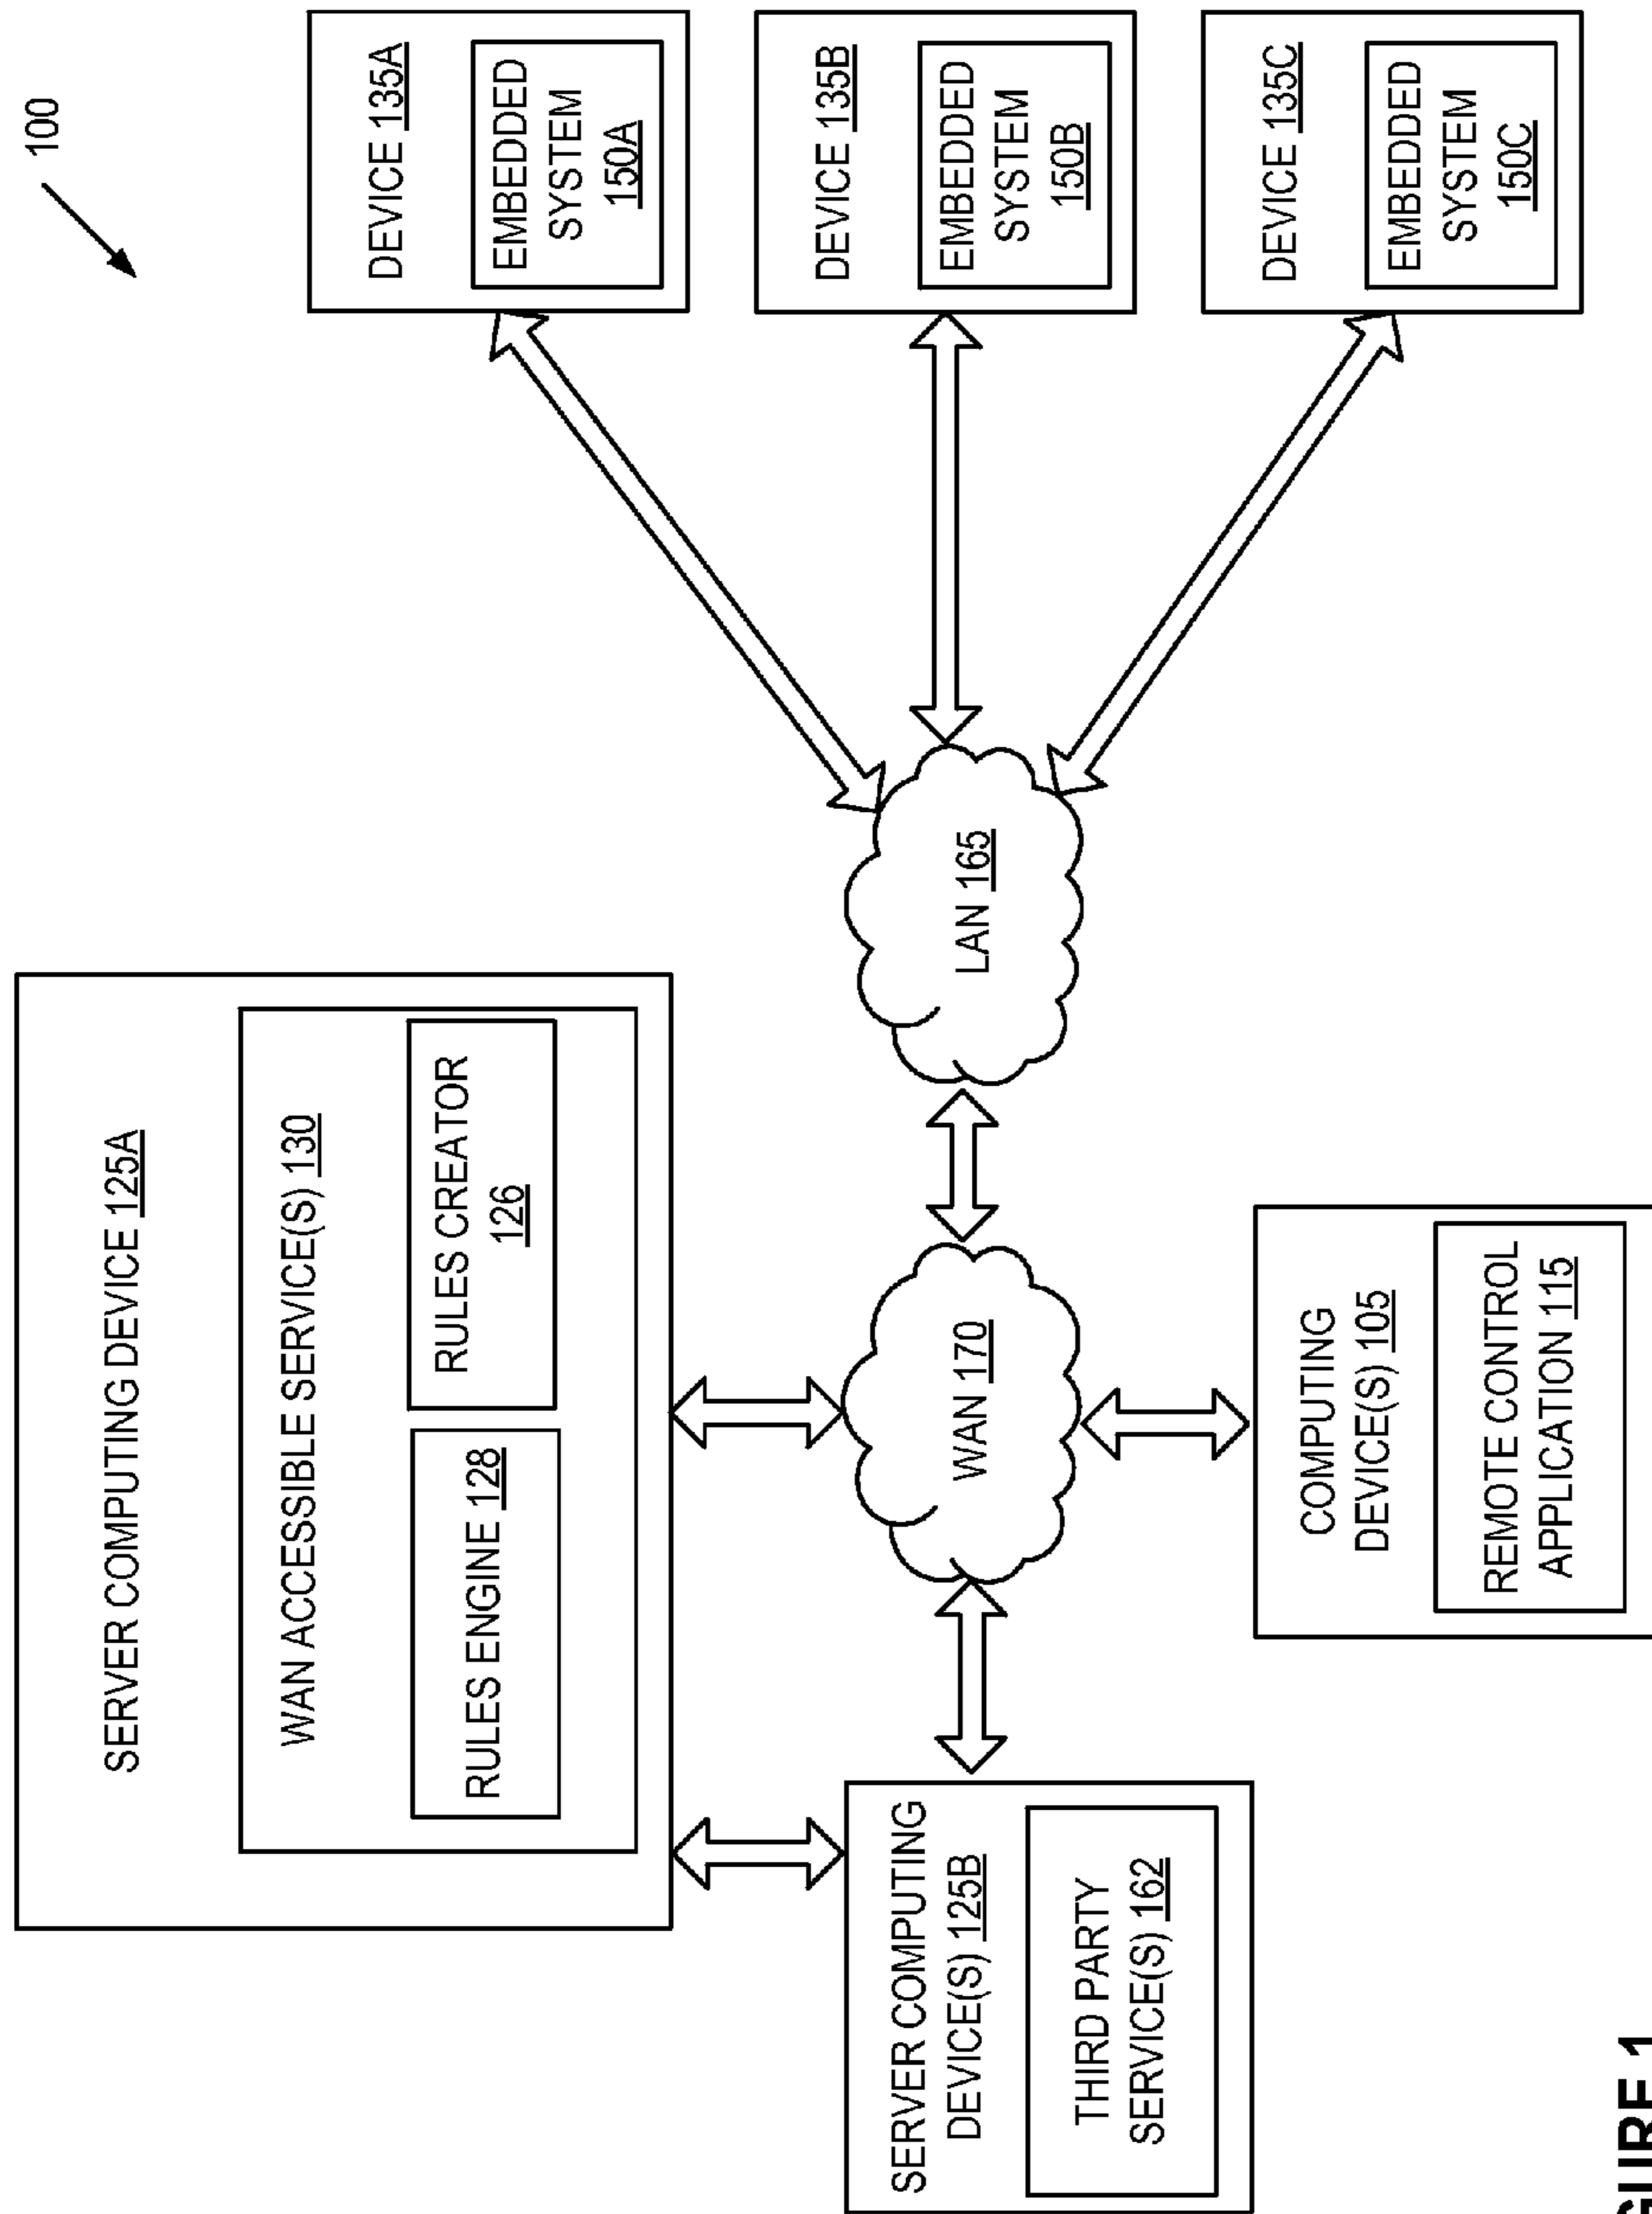 100
SERVER COMPUTING DEVICE 125A
WAN ACCESSIBLE SERVICE(S) 130
RULES ENGINE 128
RULES CREATOR
126
DEVICE 135A
EMBEDDED
SYSTEM
150A
DEVICE 135B
EMBEDDED
SYSTEM
150B
DEVICE 135C
EMBEDDED
SYSTEM
150C
SERVER COMPUTING
DEVICE(S) 125B
THIRD PARTY
SERVICE(S) 162
WAN 170
LAN 165
COMPUTING
DEVICE(S) 105
REMOTE CONTROL
APPLICATION 115
GURE 1